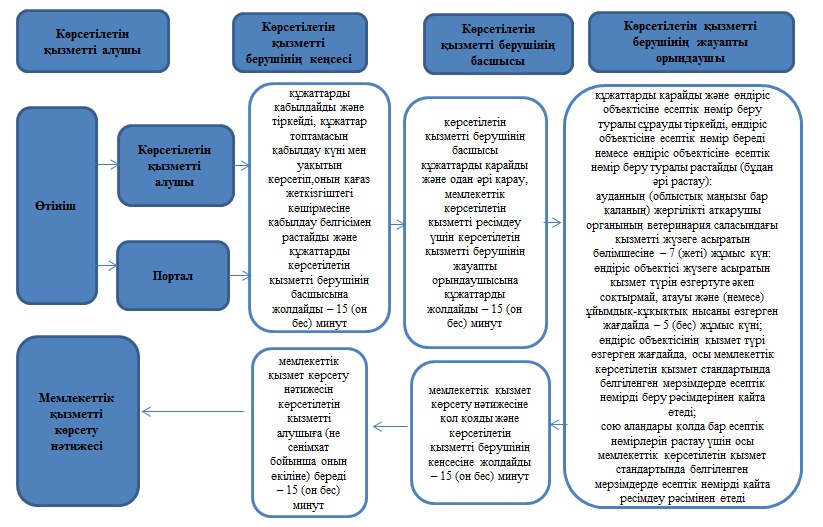 Көрсетілетін
қызметті алушы
Көрсетілетін
қызметті
берушінің кеңсесі
Көрсетілетін
қызметті берушінің
басшысы
Көрсетілетін қызметті
берушінің жауапты
орындаушы
Өтініш
Көрсетілетін
қызметті
алушы
Портал
құжаттарды
қабылдайды және
тіркейді, құжаттар
топтамасын
қабылдау күні мен
уақытын
көрсетіп,оның қағаз
жеткізгіштегі
көшірмесіне
қабылдау белгісімен
растайды және
құжаттарды
көрсетілетін
қызметті берушінің
басшысына
жолдайды – 15 (он
бес) минут
көрсетілетін
қызметті берушінің
басшысы
құжаттарды қарайды
және одан әрі қарау,
мемлекеттік
көрсетілетін
қызметті ресімдеу
үшін көрсетілетін
қызметті берушінің
жауапты
орындаушысына
құжаттарды
жолдайды – 15 (он
бес) минут
құжаттарды қарайды және өндіріс
объектісіне есептік нөмір беру
туралы сұрауды тіркейді, өндіріс
объектісіне есептік нөмір береді
немесе өндіріс объектісіне есептік
нөмір беру туралы растайды (бұдан
әрі растау):
ауданның (облыстық маңызы бар
қаланың) жергілікті атқарушы
органының ветеринария саласындағы
қызметті жүзеге асыратын
бөлімшесіне – 7 (жеті) жұмыс күн:
өндіріс объектісі жүзеге асыратын
қызмет түрін өзгертуге әкеп
соқтырмай, атауы және (немесе)
ұйымдық-құқықтық нысаны өзгерген
жағдайда – 5 (бес) жұмыс күні;
өндіріс объектісінің қызмет түрі
өзгерген жағдайда, осы мемлекеттік
көрсетілетін қызмет стандартында
белгіленген мерзімдерде есептік
нөмірді беру рәсімдерінен қайта
өтеді;
сою алаңдары қолда бар есептік
нөмірлерін растау үшін осы
мемлекеттік көрсетілетін қызмет
стандартында белгіленген
мерзімдерде есептік нөмірді қайта
ресімдеу рәсімінен өтеді
мемлекеттік қызмет
көрсету нәтижесіне
қол қояды және
көрсетілетін
қызметті берушінің
кеңсесіне жолдайды
– 15 (он бес) минут
мемлекеттік
қызмет көрсету
нәтижесін
көрсетілетін
қызметті
алушыға (не
сенімхат
бойынша оның
өкіліне) береді
– 15 (он бес)
минут
Мемлекеттік
қызметті
көрсету
нәтижесі